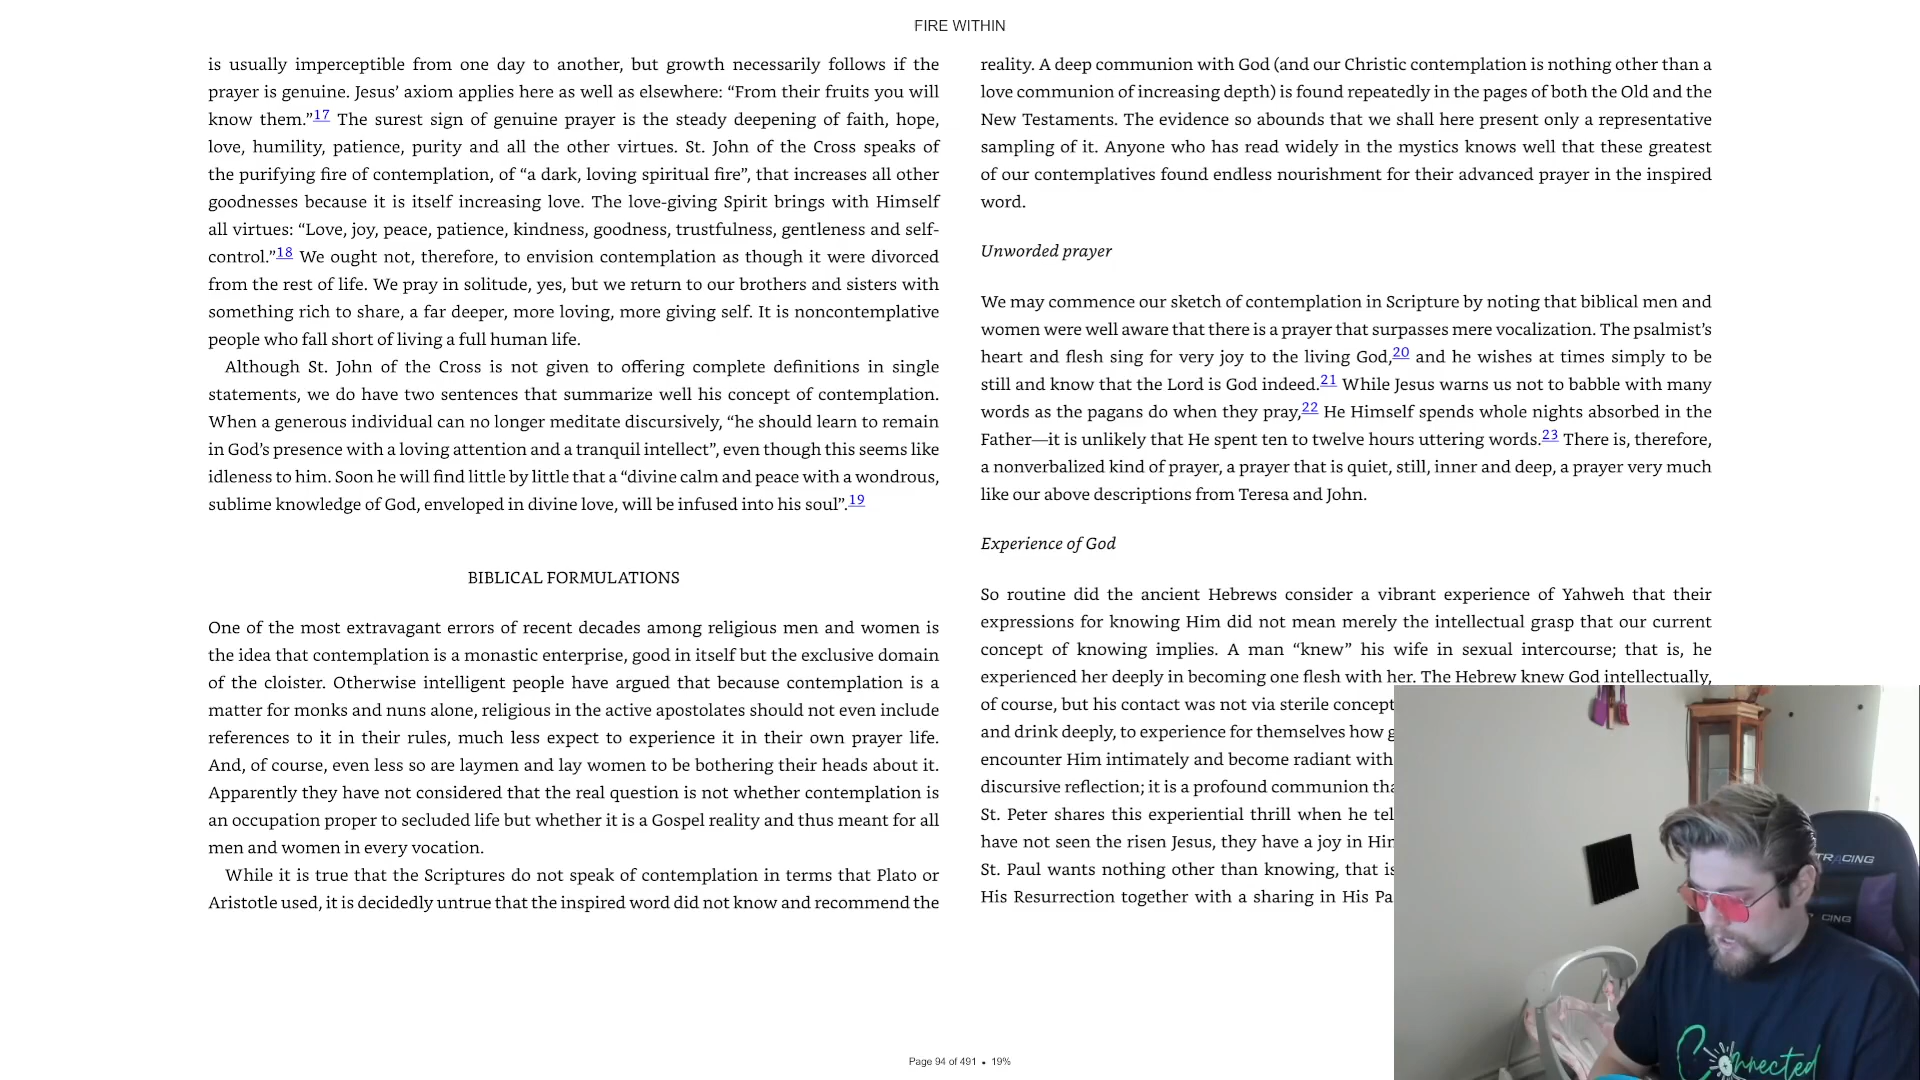 FIRE WITHIN
is usually imperceptible from one day to another, but growth necessarily follows if the
prayer is genuine. Jesus’ axiom applies here as well as elsewhere: “From their fruits you will
know them.”17 The surest sign of genuine prayer is the steady deepening of faith, hope,
love, humility, patience, purity and all the other virtues. St. John of the Cross speaks of
the purifying fire of contemplation, of “a dark, loving spiritual fire”, that increases all other
goodnesses because it is itself increasing love. The love-giving Spirit brings with Himself
all virtues: “Love, joy, peace, patience, kindness, goodness, trustfulness, gentleness and self-
control.”18 We ought not, therefore, to envision contemplation as though it were divorced
from the rest of life. We pray in solitude, yes, but we return to our brothers and sisters with
something rich to share, a far deeper, more loving, more giving self. It is noncontemplative
people who fall short of living a full human life.
Although St. John of the Cross is not given to offering complete definitions in single
statements, we do have two sentences that summarize well his concept of contemplation.
When a generous individual can no longer meditate discursively, “he should learn to remain
in God’s presence with a loving attention and a tranquil intellect”, even though this seems like
idleness to him. Soon he will find little by little that a “divine calm and peace with a wondrous,
sublime knowledge of God, enveloped in divine love, will be infused into his soul”.19
BIBLICAL FORMULATIONS
One of the most extravagant errors of recent decades among religious men and women is
the idea that contemplation is a monastic enterprise, good in itself but the exclusive domain
of the cloister. Otherwise intelligent people have argued that because contemplation is a
matter for monks and nuns alone, religious in the active apostolates should not even include
references to it in their rules, much less expect to experience it in their own prayer life.
And, of course, even less so are laymen and lay women to be bothering their heads about it.
Apparently they have not considered that the real question is not whether contemplation is
an occupation proper to secluded life but whether it is a Gospel reality and thus meant for all
men and women in every vocation.
While it is true that the Scriptures do not speak of contemplation in terms that Plato or
Aristotle used, it is decidedly untrue that the inspired word did not know and recommend the
reality. A deep communion with God (and our Christic contemplation is nothing other than a
love communion of increasing depth) is found repeatedly in the pages of both the Old and the
New Testaments. The evidence so abounds that we shall here present only a representative
sampling of it. Anyone who has read widely in the mystics knows well that these greatest
of our contemplatives found endless nourishment for their advanced prayer in the inspired
word.
Unworded prayer
We may commence our sketch of contemplation in Scripture by noting that biblical men and
women were well aware that there is a prayer that surpasses mere vocalization. The psalmist’s
heart and flesh sing for very joy to the living God,20 and he wishes at times simply to be
still and know that the Lord is God indeed.21 While Jesus warns us not to babble with many
words as the pagans do when they pray,22 He Himself spends whole nights absorbed in the
Father—it is unlikely that He spent ten to twelve hours uttering words.23 There is, therefore,
a nonverbalized kind of prayer, a prayer that is quiet, still, inner and deep, a prayer very much
like our above descriptions from Teresa and John.
Experience of God
So routine did the ancient Hebrews consider a vibrant experience of Yahweh that their
expressions for knowing Him did not mean merely the intellectual grasp that our current
concept of knowing implies. A man “knew” his wife in sexual intercourse; that is, he
experienced her deeply in becoming one flesh with her. The Hebrew knew God intellectually,
of course, but his contact was not via sterile concept
and drink deeply, to experience for themselves how
encounter Him intimately and become radiant with
discursive reflection; it is a profound communion
St. Peter shares this experiential thrill when he
have not seen the risen Jesus, they have a joy in
St. Paul wants nothing other than knowing, that is
His Resurrection together with a sharing in His
Page 94 of 491 • 19%
TRACING
CING
Connected